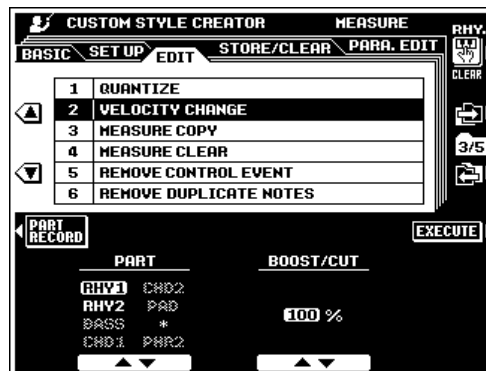 CUSTOM STYLE CREATOR MEASURE
RHY.
BASIC SET UP EDIT STORE/CLEAR PARA. EDIT
CLEAR
1 QUANTIZE
2 VELOCITY CHANGE
3 MEASURE COPY
4 MEASURE CLEAR
5 REMOVE CONTROL EVENT
6 REMOVE DUPLICATE NOTES
3/5
PART RECORD
EXECUTE
PART BOOST/CUT
RHY1 CHD2
RHY2 PAD
BASS *
CHD1 PHR2
100 %